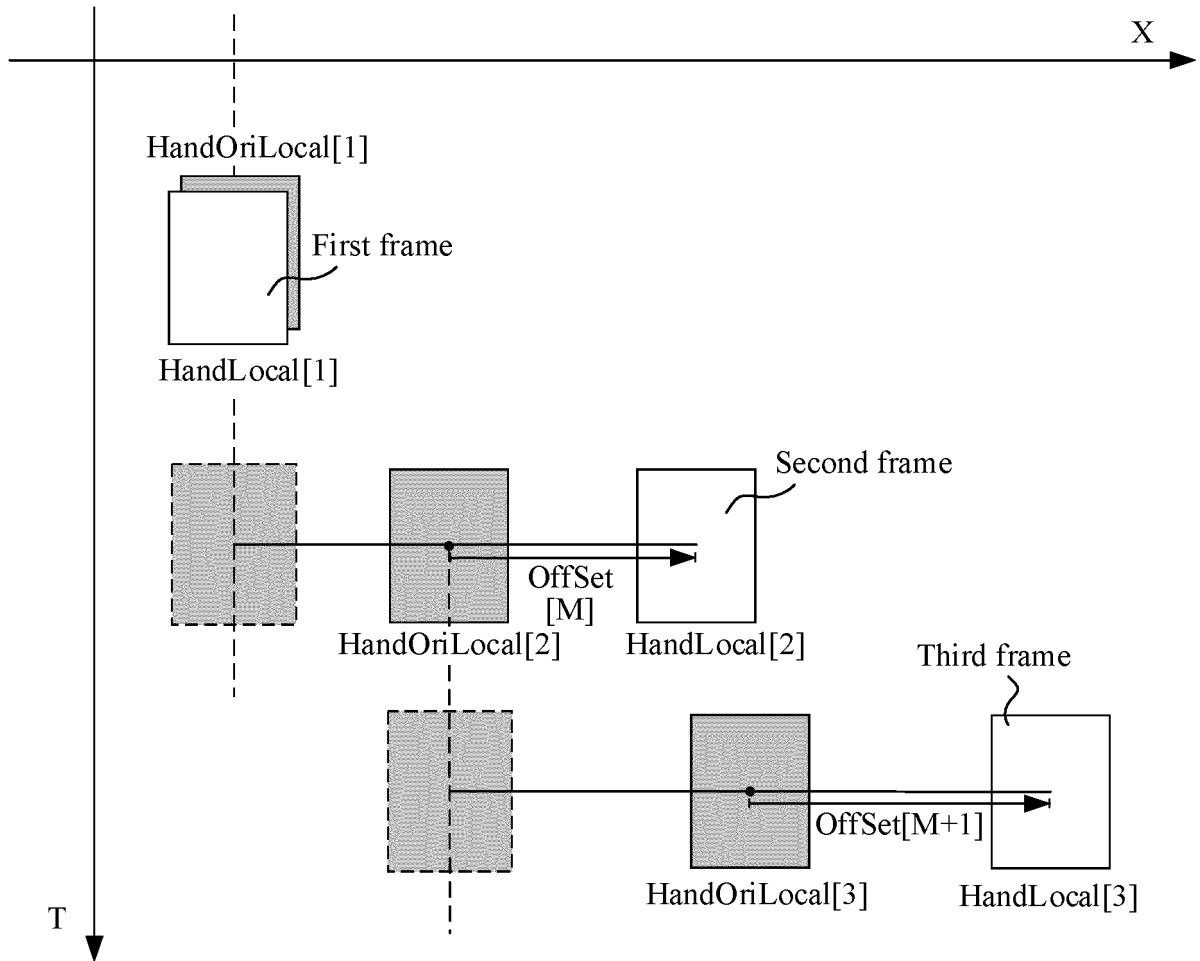 X
HandOriLocal[1]
First frame
HandLocal[1]
Second frame
OffSet
[M]
HandOriLocal[2]
HandLocal[2]
Third frame
OffSet[M+1]
HandOriLocal[3]
HandLocal[3]
T